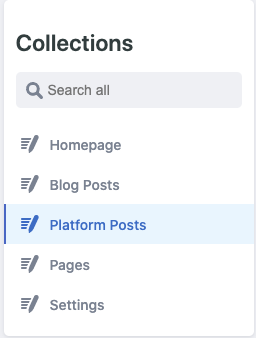 Collections
Search all
Homepage
Blog Posts
Platform Posts
Pages
Settings